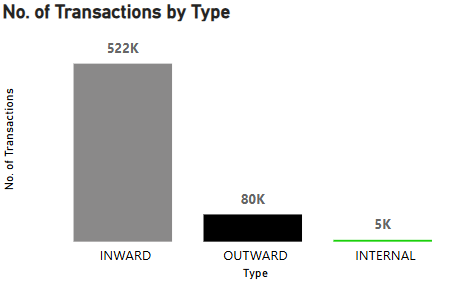 No. of Transactions by Type
522K
80K
5K
No. of Transactions
INWARD
OUTWARD
INTERNAL
Type